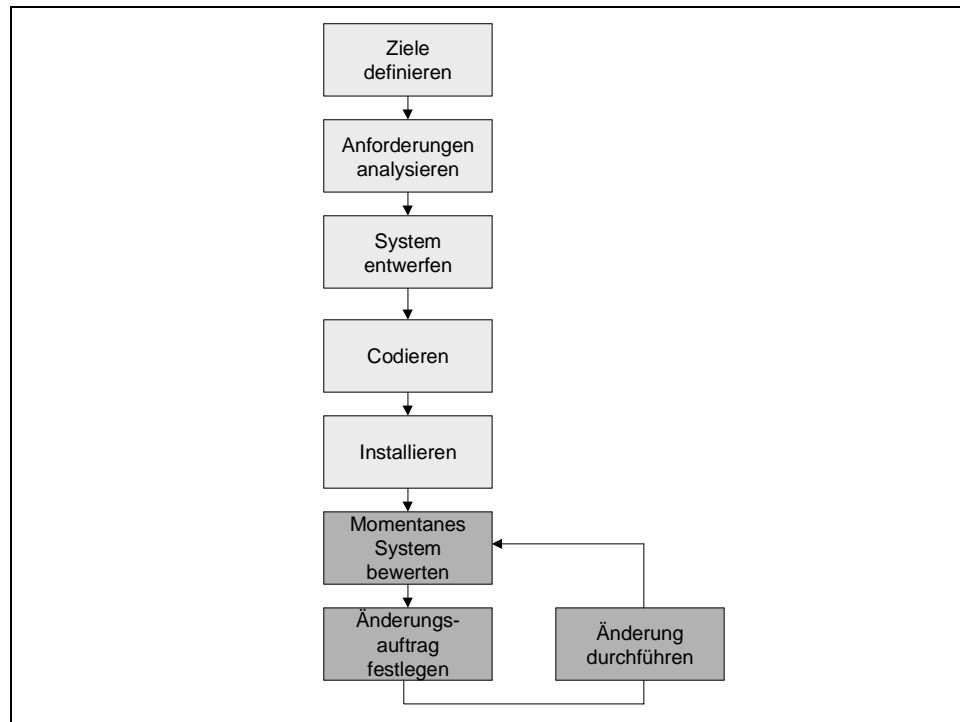 Ziele
definieren
Anforderungen
analysieren
System
entwerfen
Codieren
Installieren
Momentanes
System
bewerten
Änderungs-
auftrag
festlegen
Änderung
durchführen